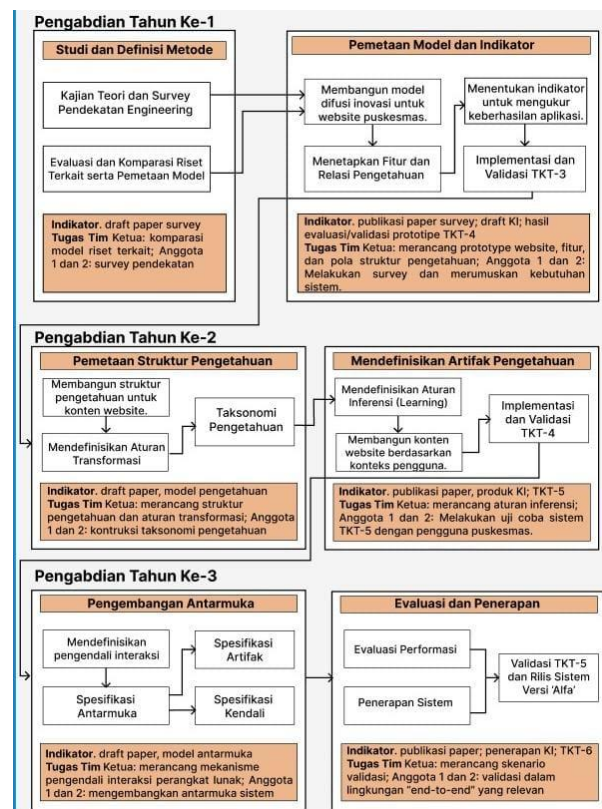 Pengabdian Tahun Ke-1
Studi dan Definisi Metode
Kajian Teori dan Survey
Pendekatan Engineering
Evaluasi dan Komparasi Riset
Terkait serta Pemetaan Model
Indikator. draft paper survey
Tugas Tim Ketua: komparasi
model riset terkait; Anggota
1 dan 2: survey pendekatan
Pemetaan Model dan Indikator
Membangun model
difusi inovasi untuk
website puskesmas.
Menetapkan Fitur dan
Relasi Pengetahuan
Menentukan indikator
untuk mengukur
keberhasilan aplikasi.
Implementasi dan
Validasi TKT-3
Indikator. publikasi paper survey; draft KI; hasil
evaluasi/validasi prototipe TKT-4
Tugas Tim Ketua: merancang prototype website, fitur,
dan pola struktur pengetahuan; Anggota 1 dan 2:
Melakukan survey dan merumuskan kebutuhan
sistem.
Pengabdian Tahun Ke-2
Pemetaan Struktur Pengetahuan
Membangun struktur
pengetahuan untuk
konten website.
Mendefinisikan Aturan
Transformasi
Taksonomi
Pengetahuan
Indikator. draft paper, model pengetahuan
Tugas Tim Ketua: merancang struktur
pengetahuan dan aturan transformasi; Anggota
1 dan 2: kontruksi taksonomi pengetahuan
Mendefinisikan Artifak Pengetahuan
Mendefinisikan Aturan
Inferensi (Learning)
Membangun konten
website berdasarkan
konteks pengguna.
Implementasi
dan Validasi
TKT-4
Indikator. publikasi paper, produk KI; TKT-5
Tugas Tim Ketua: merancang aturan inferensi;
Anggota 1 dan 2: Melakukan uji coba sistem
TKT-5 dengan pengguna puskesmas.
Pengabdian Tahun Ke-3
Pengembangan Antarmuka
Mendefinisikan
pengendali interaksi
Spesifikasi
Antarmuka
Spesifikasi
Artifak
Spesifikasi
Kendali
Indikator. draft paper, model antarmuka
Tugas Tim Ketua: merancang mekanisme
pengendali interaksi perangkat lunak; Anggota
1 dan 2: mengembangkan antarmuka sistem
Evaluasi dan Penerapan
Evaluasi Performasi
Penerapan Sistem
Validasi TKT-5
dan Rilis Sistem
Versi 'Alfa'
Indikator. publikasi paper; penerapan KI; TKT-6
Tugas Tim Ketua: merancang skenario
validasi; Anggota 1 dan 2: validasi dalam
lingkungan "end-to-end" yang relevan